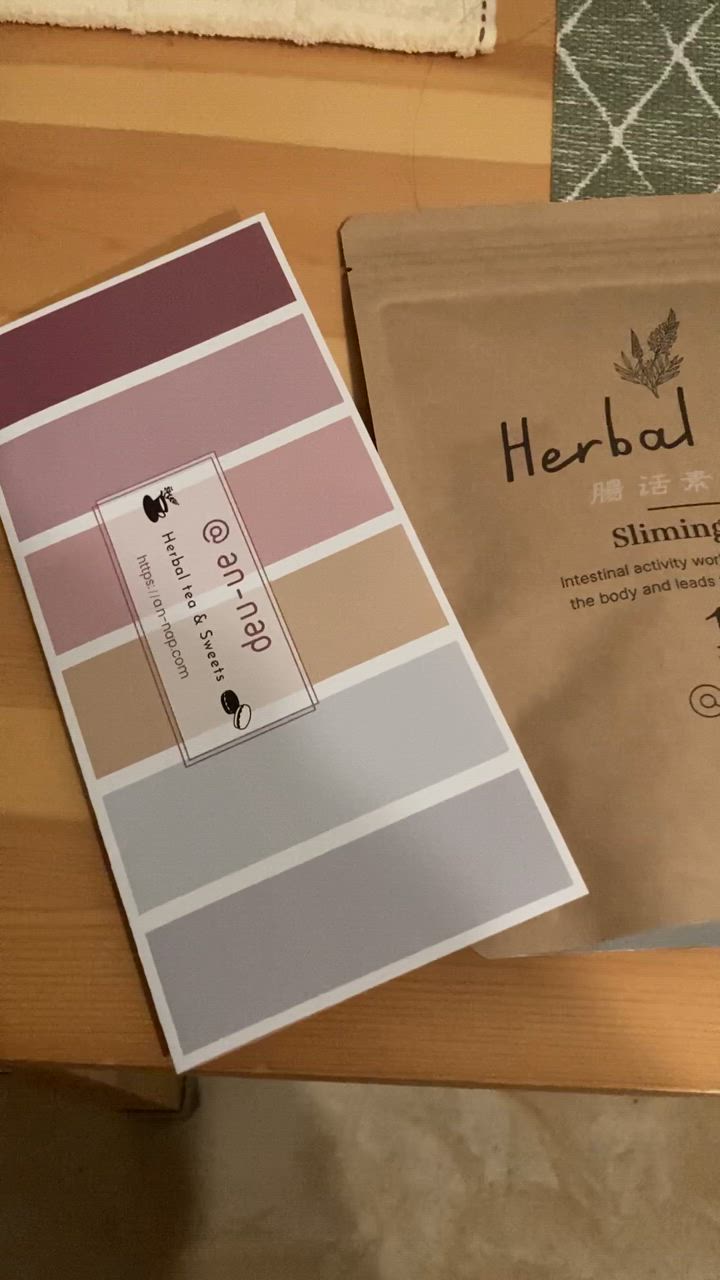 @ an-nap
Herbal tea & Sweets
https://an-nap.com
Herbal
腸活素
Sliming
Intestinal activity wor
the body and leads
@